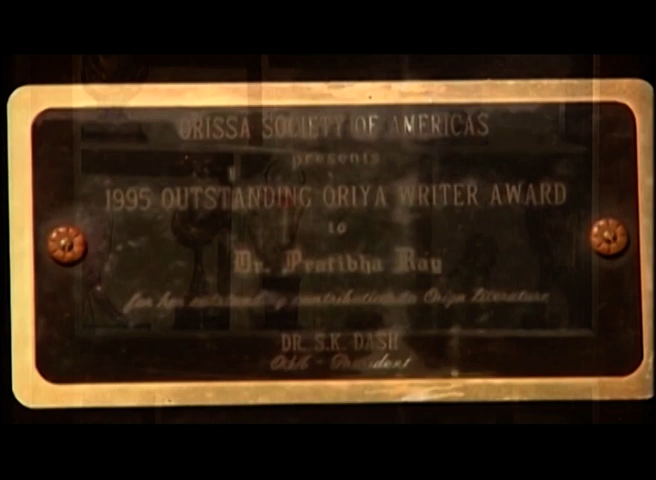 ORISSA SOCIETY OF AMERICAS
presents
1995 OUTSTANDING ORIYA WRITER AWARD
to
Dr. Pratibha Ray
for her outstanding contribution to Oriya Literature
DR. S.K. DASH
OSA - President